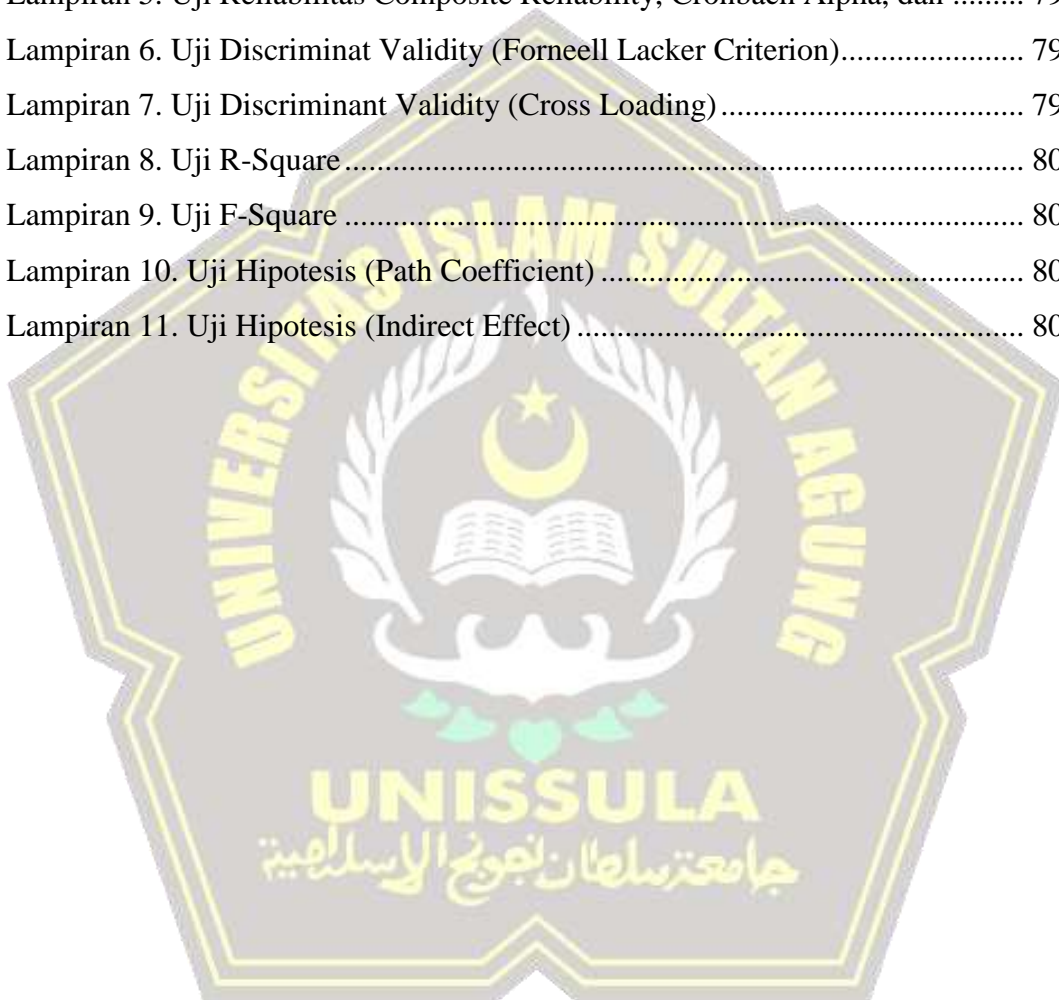 Lampiran 5. Uji Reliabilitas Composite Reliability, Cronbach Alpha, dan ......... 79
Lampiran 6. Uji Discriminat Validity (Forneell Lacker Criterion)....................... 79
Lampiran 7. Uji Discriminant Validity (Cross Loading) ...................................... 79
Lampiran 8. Uji R-Square..................................................................................... 80
Lampiran 9. Uji F-Square ..................................................................................... 80
Lampiran 10. Uji Hipotesis (Path Coefficient) ..................................................... 80
Lampiran 11. Uji Hipotesis (Indirect Effect) ........................................................ 80
UNIVERSITAS ISLAM SULTAN AGUNG
UNISSULA
جامعة سلطان أجونج الإسلامية